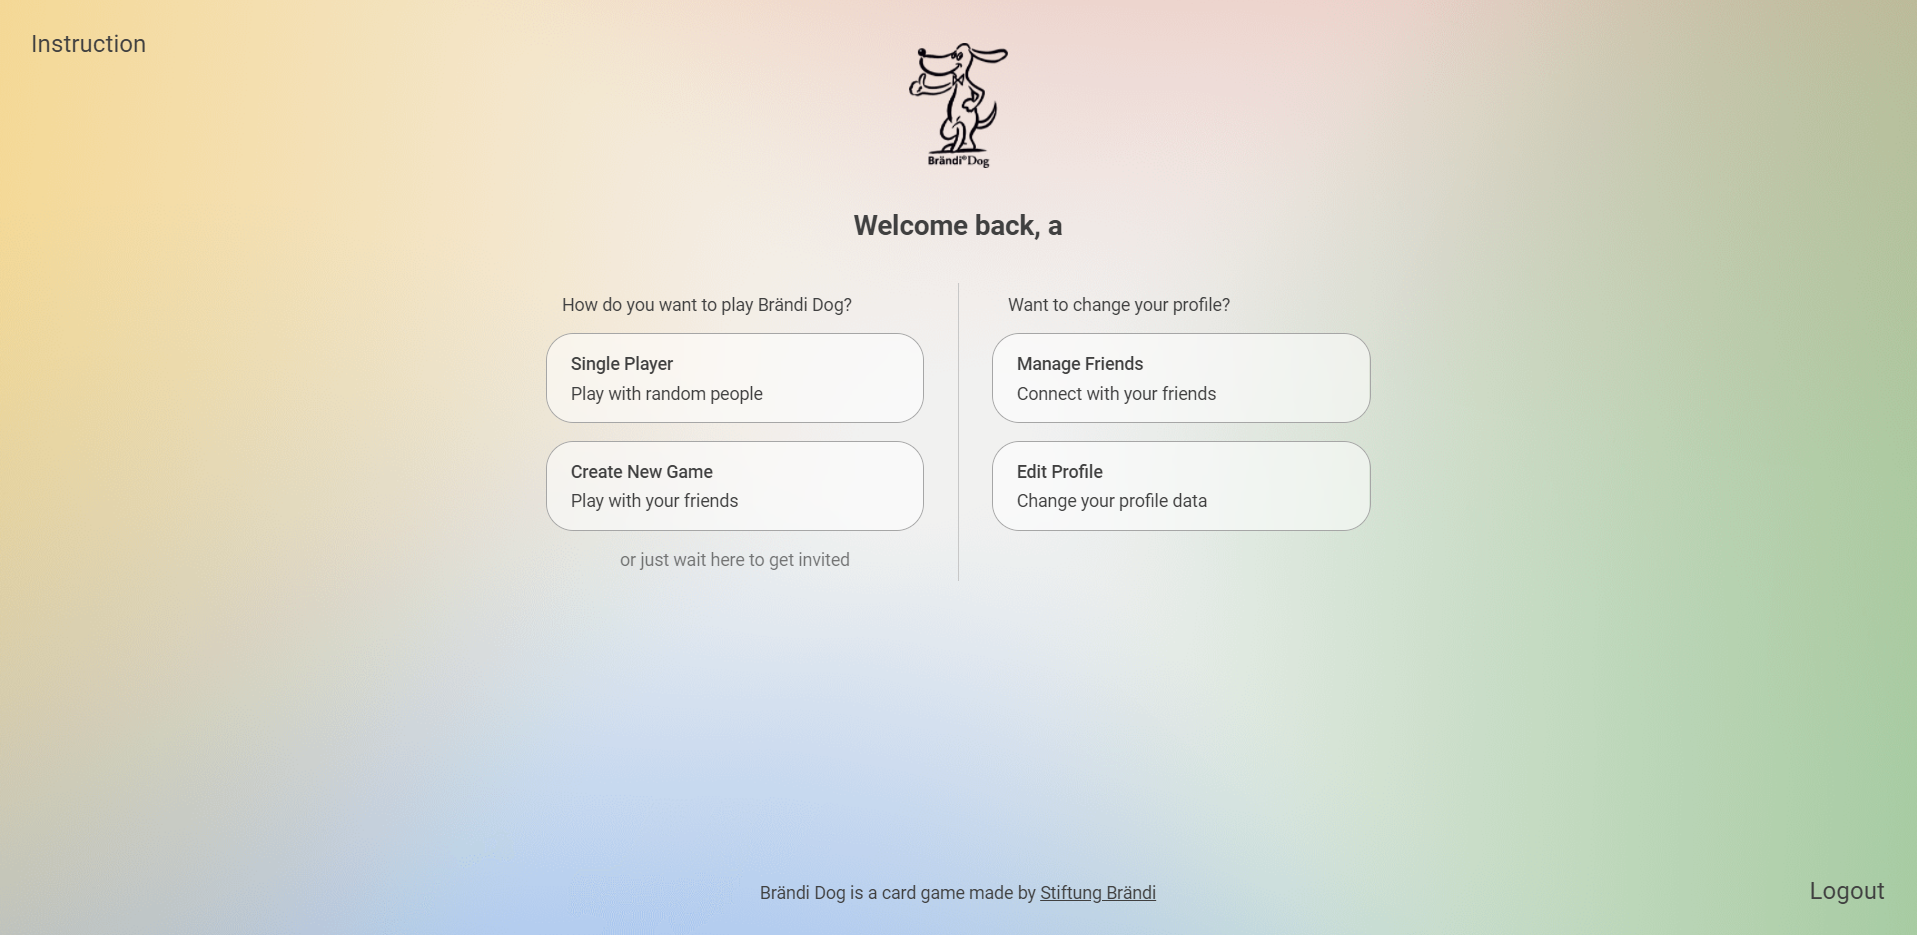 Instruction
Brändi®Dog
Welcome back, a
How do you want to play Brändi Dog?
Single Player
Play with random people
Create New Game
Play with your friends
or just wait here to get invited
Want to change your profile?
Manage Friends
Connect with your friends
Edit Profile
Change your profile data
Brändi Dog is a card game made by Stiftung Brändi
Logout